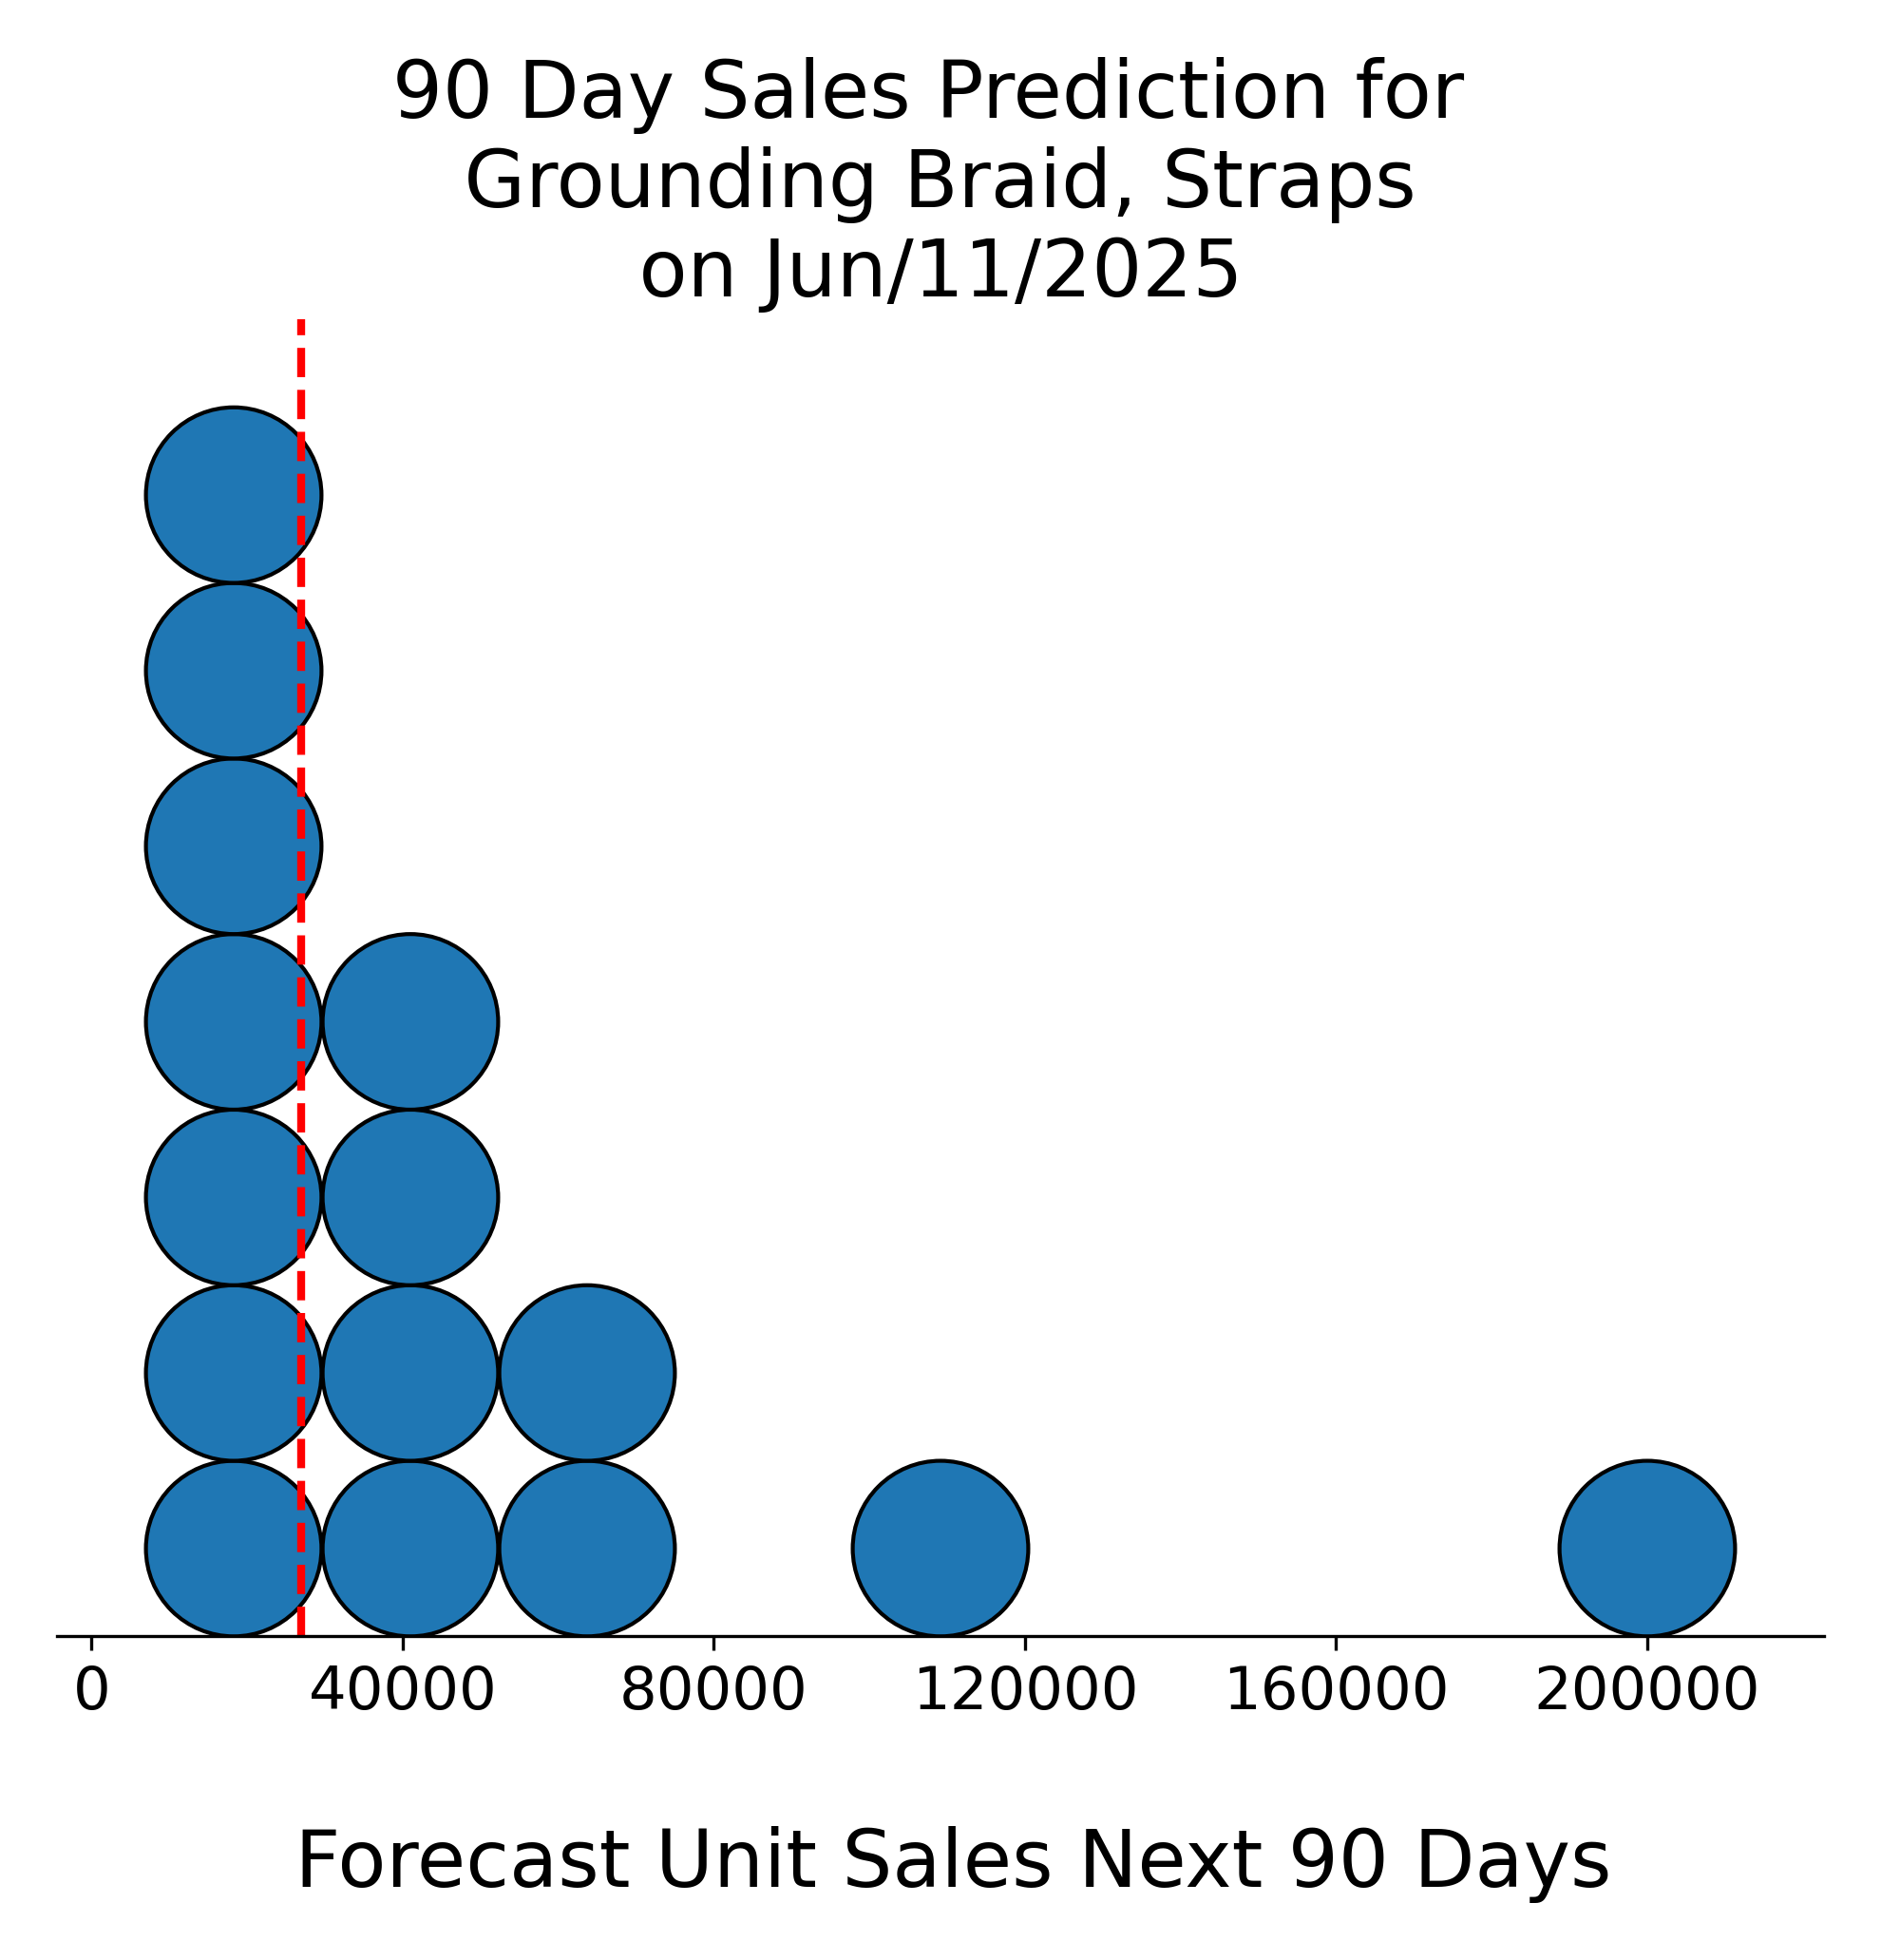 90 Day Sales Prediction for
Grounding Braid, Straps
on Jun/11/2025
0 40000 80000 120000 160000 200000
Forecast Unit Sales Next 90 Days